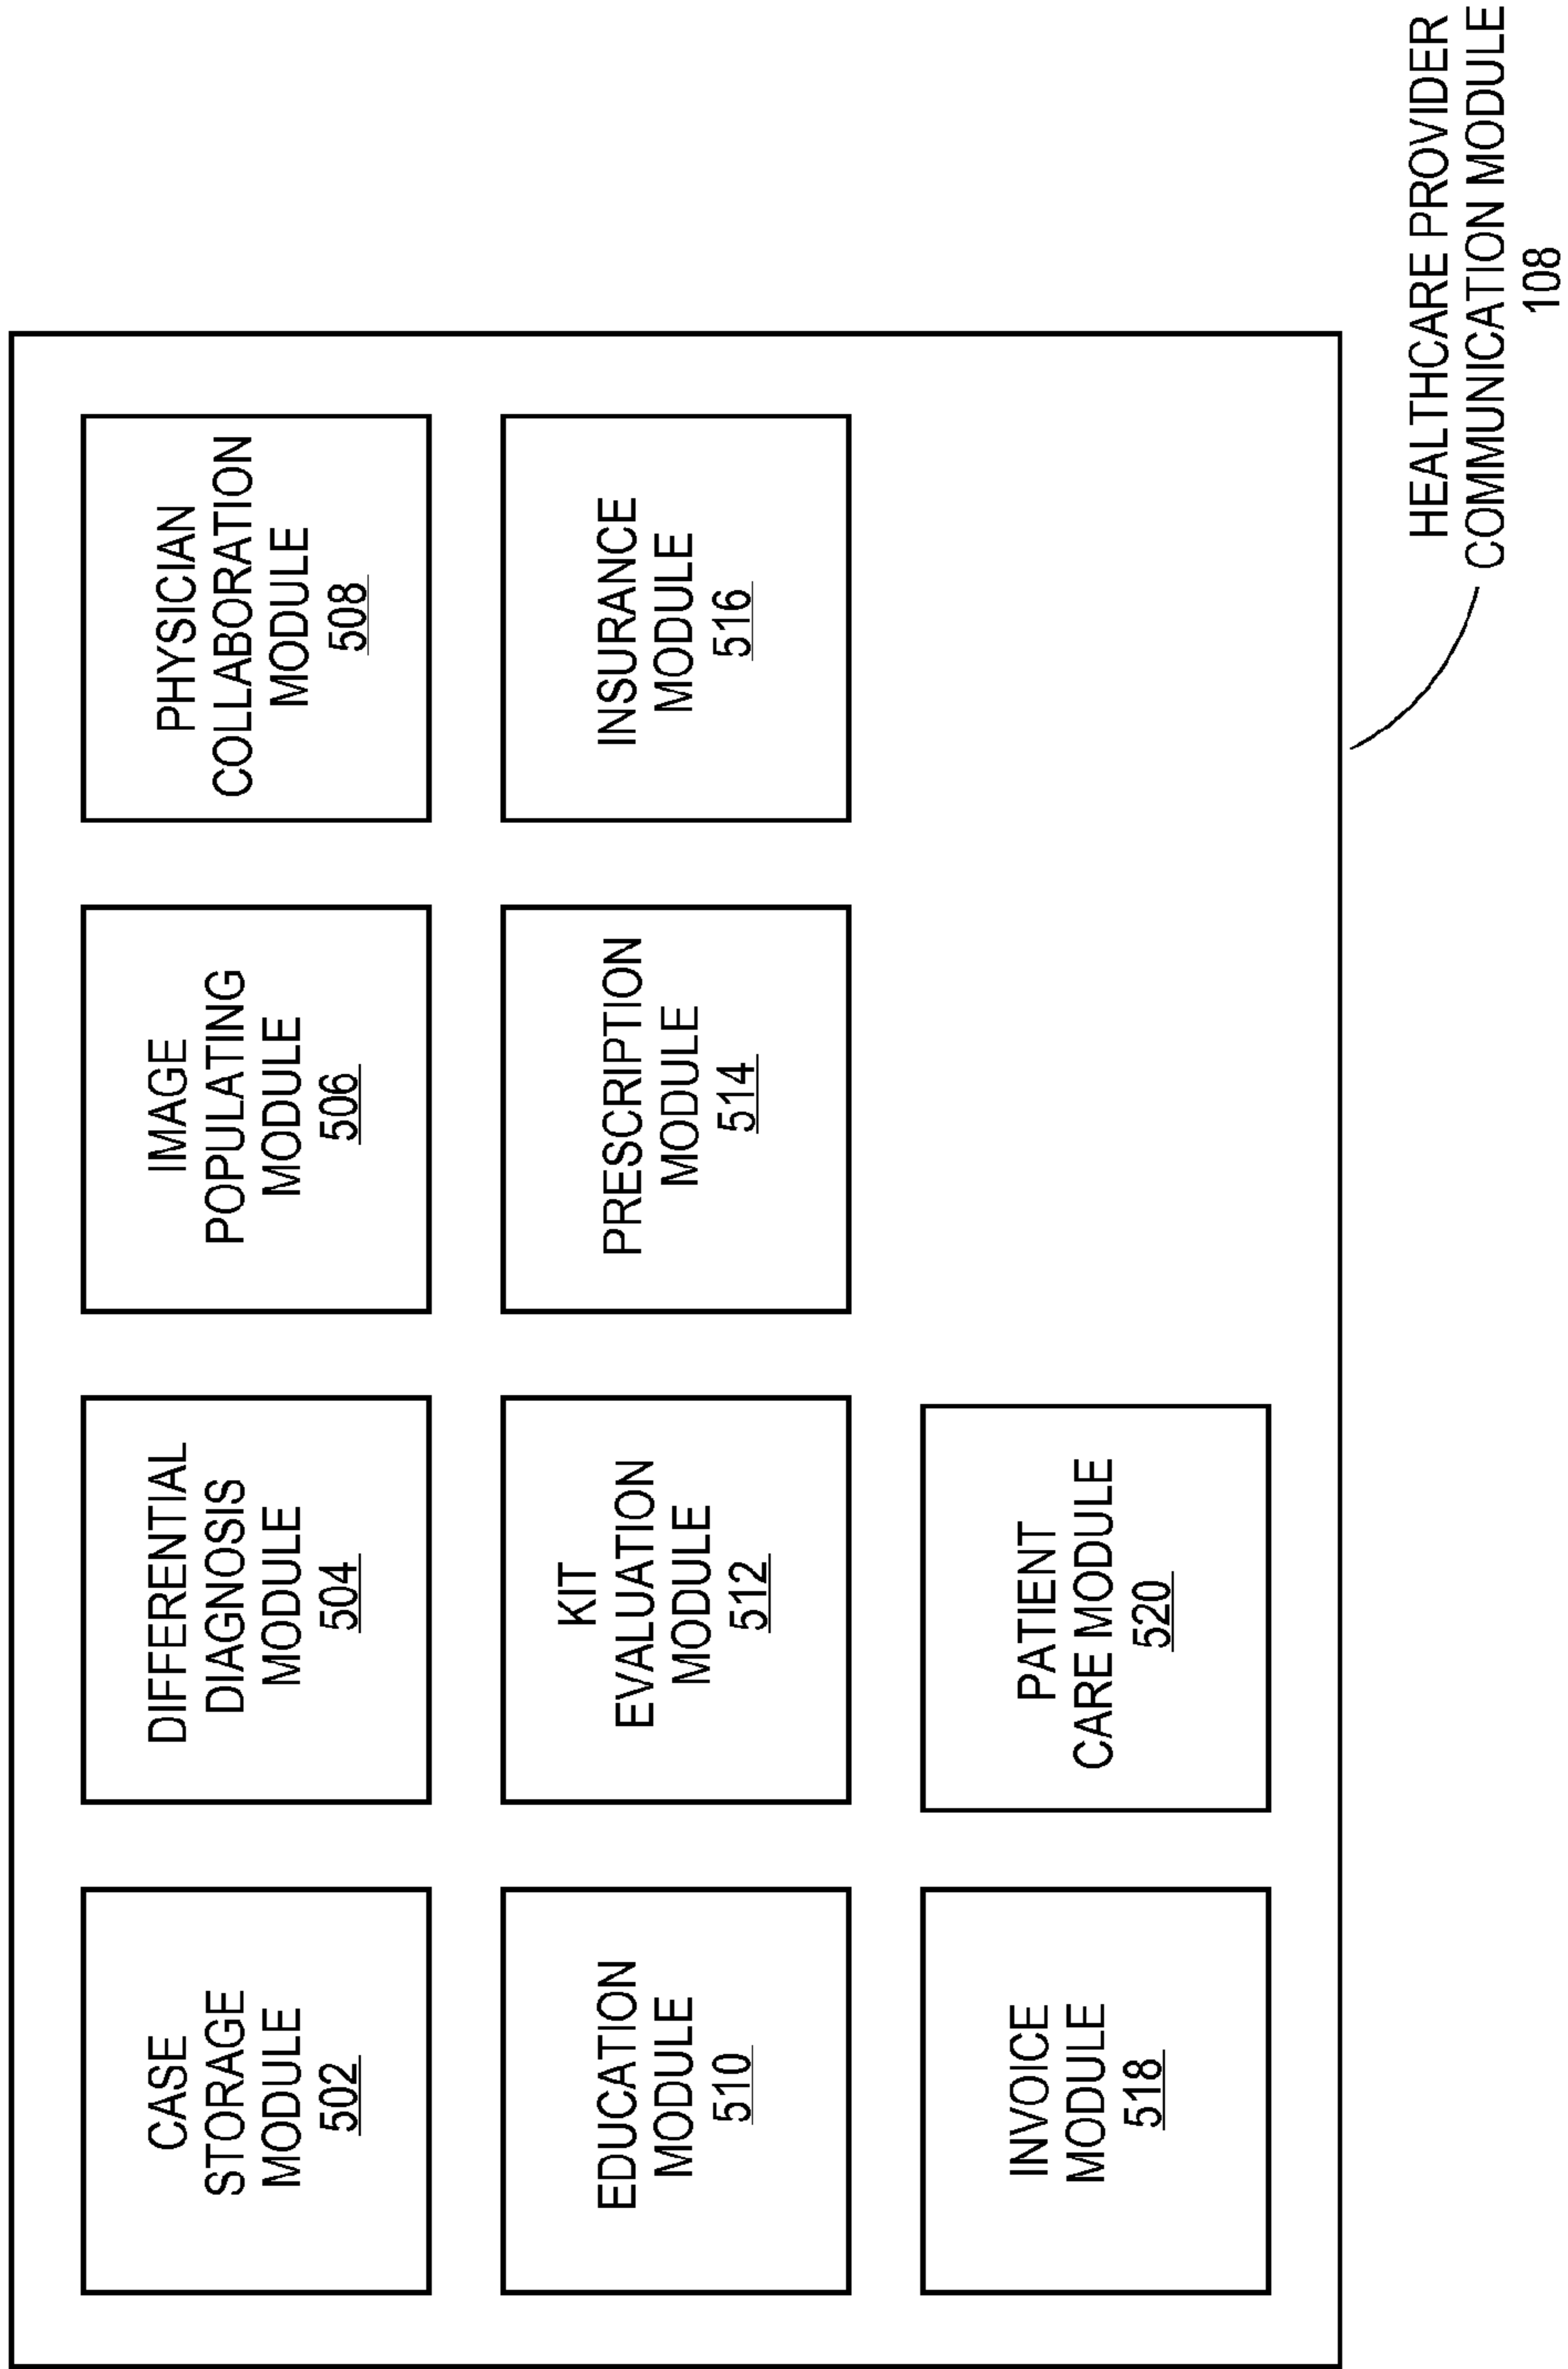 CASE
STORAGE
MODULE
502
DIFFERENTIAL
DIAGNOSIS
MODULE
504
IMAGE
POPULATING
MODULE
506
PHYSICIAN
COLLABORATION
MODULE
508
EDUCATION
MODULE
510
KIT
EVALUATION
MODULE
512
PRESCRIPTION
MODULE
514
INSURANCE
MODULE
516
INVOICE
MODULE
518
PATIENT
CARE MODULE
520
HEALTHCARE PROVIDER
COMMUNICATION MODULE
108